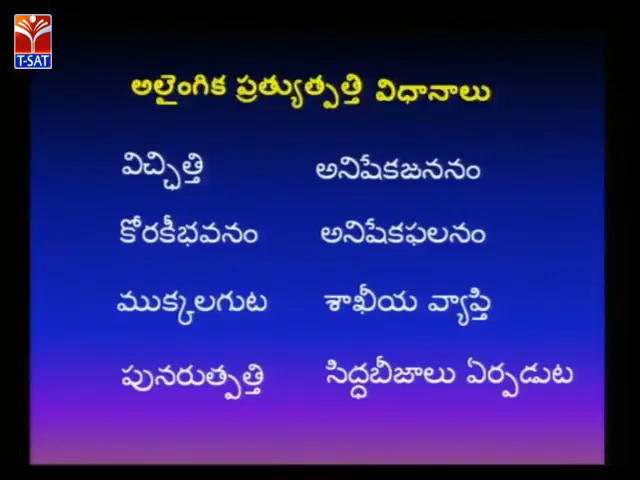 T-SAT
అలైంగిక ప్రత్యుత్పత్తి విధానాలు
విచ్ఛిత్తి అనిషేకజననం
కోరకీభవనం అనిషేకఫలనం
ముక్కలగుట శాఖీయ వ్యాప్తి
పునరుత్పత్తి సిద్ధబీజాలు ఏర్పడుట